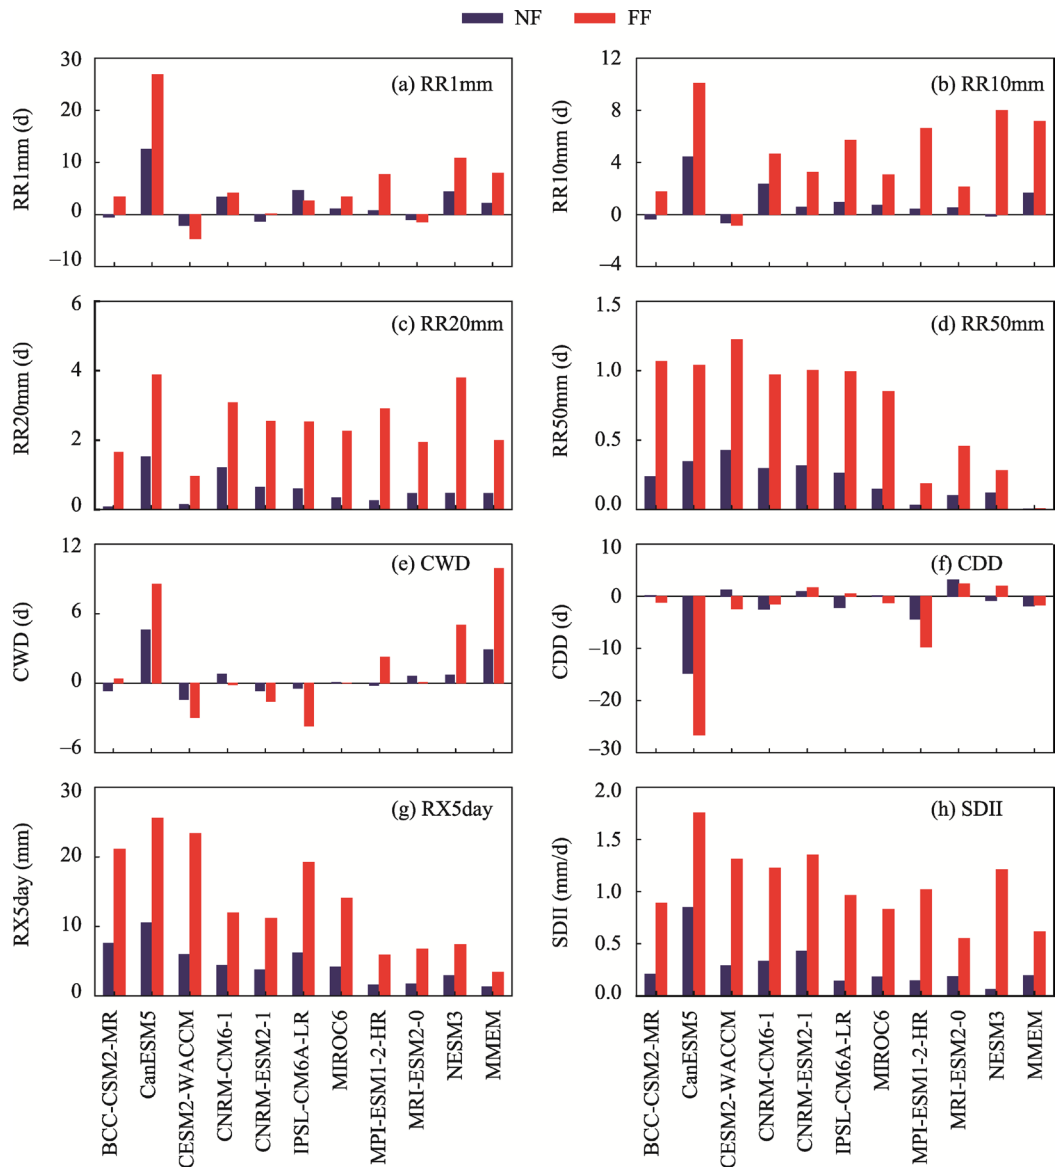 NF FF
(a) RR1mm
RR1mm (d)
30
20
10
0
–10
(b) RR10mm
RR10mm (d)
12
8
4
0
–4
(c) RR20mm
RR20mm (d)
6
4
2
0
(d) RR50mm
RR50mm (d)
1.5
1.0
0.5
0.0
(e) CWD
CWD (d)
12
6
0
–6
(f) CDD
CDD (d)
10
0
–10
–20
–30
(g) RX5day
RX5day (mm)
30
20
10
0
BCC-CSM2-MR
CanESM5
CESM2-WACCM
CNRM-CM6-1
CNRM-ESM2-1
IPSL-CM6A-LR
MIROC6
MPI-ESM1-2-HR
MRI-ESM2-0
NESM3
MMEM
(h) SDII
SDII (mm/d)
2.0
1.5
1.0
0.5
0.0
BCC-CSM2-MR
CanESM5
CESM2-WACCM
CNRM-CM6-1
CNRM-ESM2-1
IPSL-CM6A-LR
MIROC6
MPI-ESM1-2-HR
MRI-ESM2-0
NESM3
MMEM